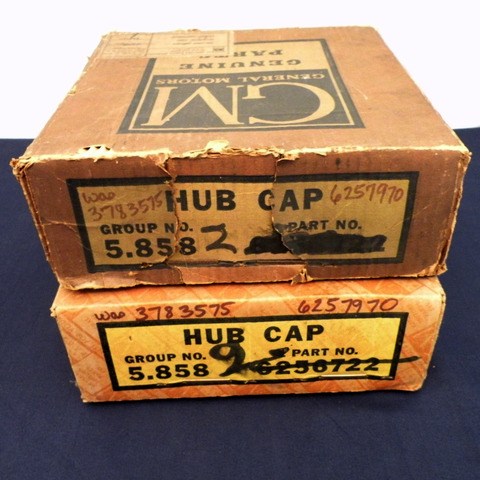 GM
GENERAL MOTORS
GENUINE
PARTS
was
3783575
HUB CAP
6257970
GROUP NO.
PART NO.
5.858 2
was 3783575
6257970
HUB CAP
GROUP NO.
PART NO.
5.858 2
6256722